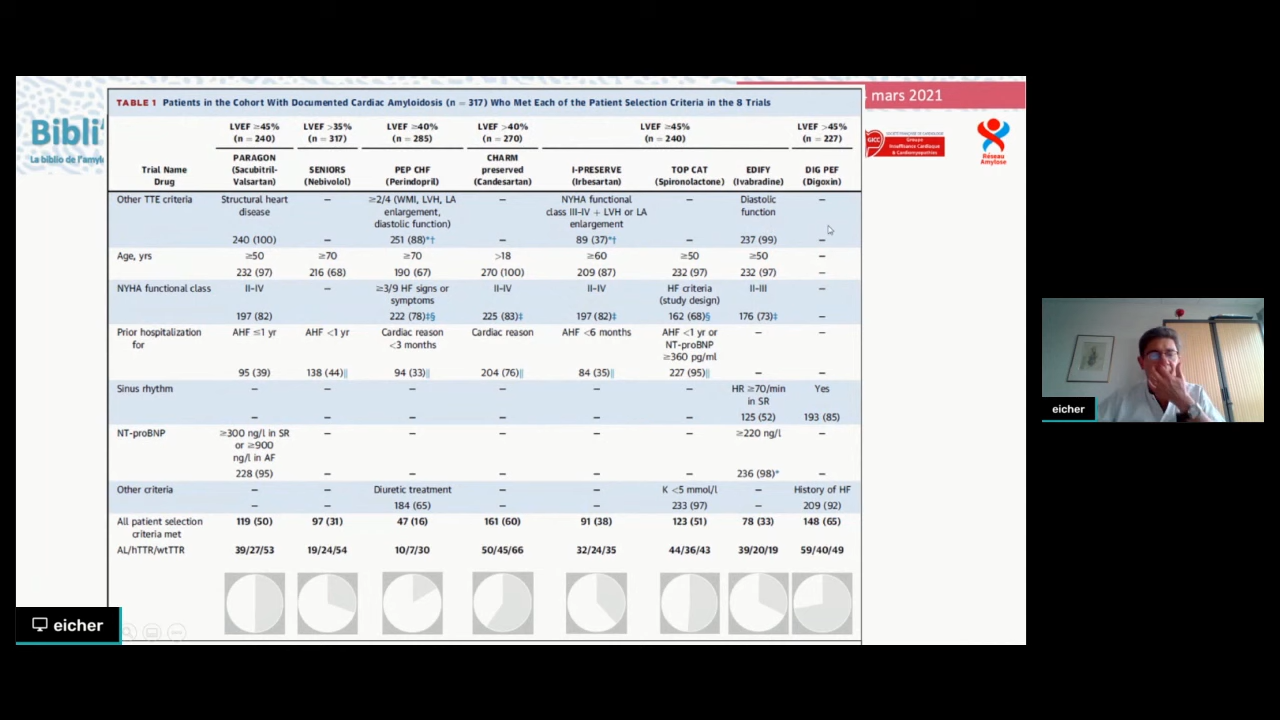 TABLE 1 Patients in the Cohort With Documented Cardiac Amyloidosis (n = 317) Who Met Each of the Patient Selection Criteria in the 8 Trials
mars 2021
Bibli'
La biblio de l'amylo
GICC
SOCIÉTÉ FRANÇAISE DE CARDIOLOGIE
Groupe
Insuffisance Cardiaque
& Cardiomyopathies
Réseau
Amylose
LVEF ≥45% (n = 240) LVEF >35% (n = 317) LVEF ≥40% (n = 285) LVEF >40% (n = 270) LVEF ≥45% (n = 240) LVEF >45% (n = 227)
Trial Name Drug PARAGON (Sacubitril-Valsartan) SENIORS (Nebivolol) PEP CHF (Perindopril) CHARM preserved (Candesartan) I-PRESERVE (Irbesartan) TOP CAT (Spironolactone) EDIFY (Ivabradine) DIG PEF (Digoxin)
Other TTE criteria Structural heart disease – ≥2/4 (WMI, LVH, LA enlargement, diastolic function) – NYHA functional class III–IV + LVH or LA enlargement – Diastolic function –
240 (100) – 251 (88)*† – 89 (37)*† – 237 (99) –
Age, yrs ≥50 ≥70 ≥70 >18 ≥60 ≥50 ≥50 –
232 (97) 216 (68) 190 (67) 270 (100) 209 (87) 232 (97) 232 (97) –
NYHA functional class II–IV – ≥3/9 HF signs or symptoms II–IV II–IV HF criteria (study design) II–III –
197 (82) – 222 (78)‡§ 225 (83)‡ 197 (82)‡ 162 (68)§ 176 (73)‡ –
Prior hospitalization for AHF ≤1 yr AHF <1 yr Cardiac reason <3 months Cardiac reason AHF <6 months AHF <1 yr or NT-proBNP ≥360 pg/ml – –
95 (39) 138 (44)|| 94 (33)|| 204 (76)|| 84 (35)|| 227 (95)|| – –
Sinus rhythm – – – – – – HR ≥70/min in SR Yes
– – – – – – 125 (52) 193 (85)
NT-proBNP ≥300 ng/l in SR or ≥900 ng/l in AF – – – – – ≥220 ng/l –
228 (95) – – – – – 236 (98)* –
Other criteria – – Diuretic treatment – – K <5 mmol/l – History of HF
– – 184 (65) – – 233 (97) – 209 (92)
All patient selection criteria met 119 (50) 97 (31) 47 (16) 161 (60) 91 (38) 123 (51) 78 (33) 148 (65)
AL/hTTR/wtTTR 39/27/53 19/24/54 10/7/30 50/45/66 32/24/35 44/36/43 39/20/19 59/40/49
eicher
eicher